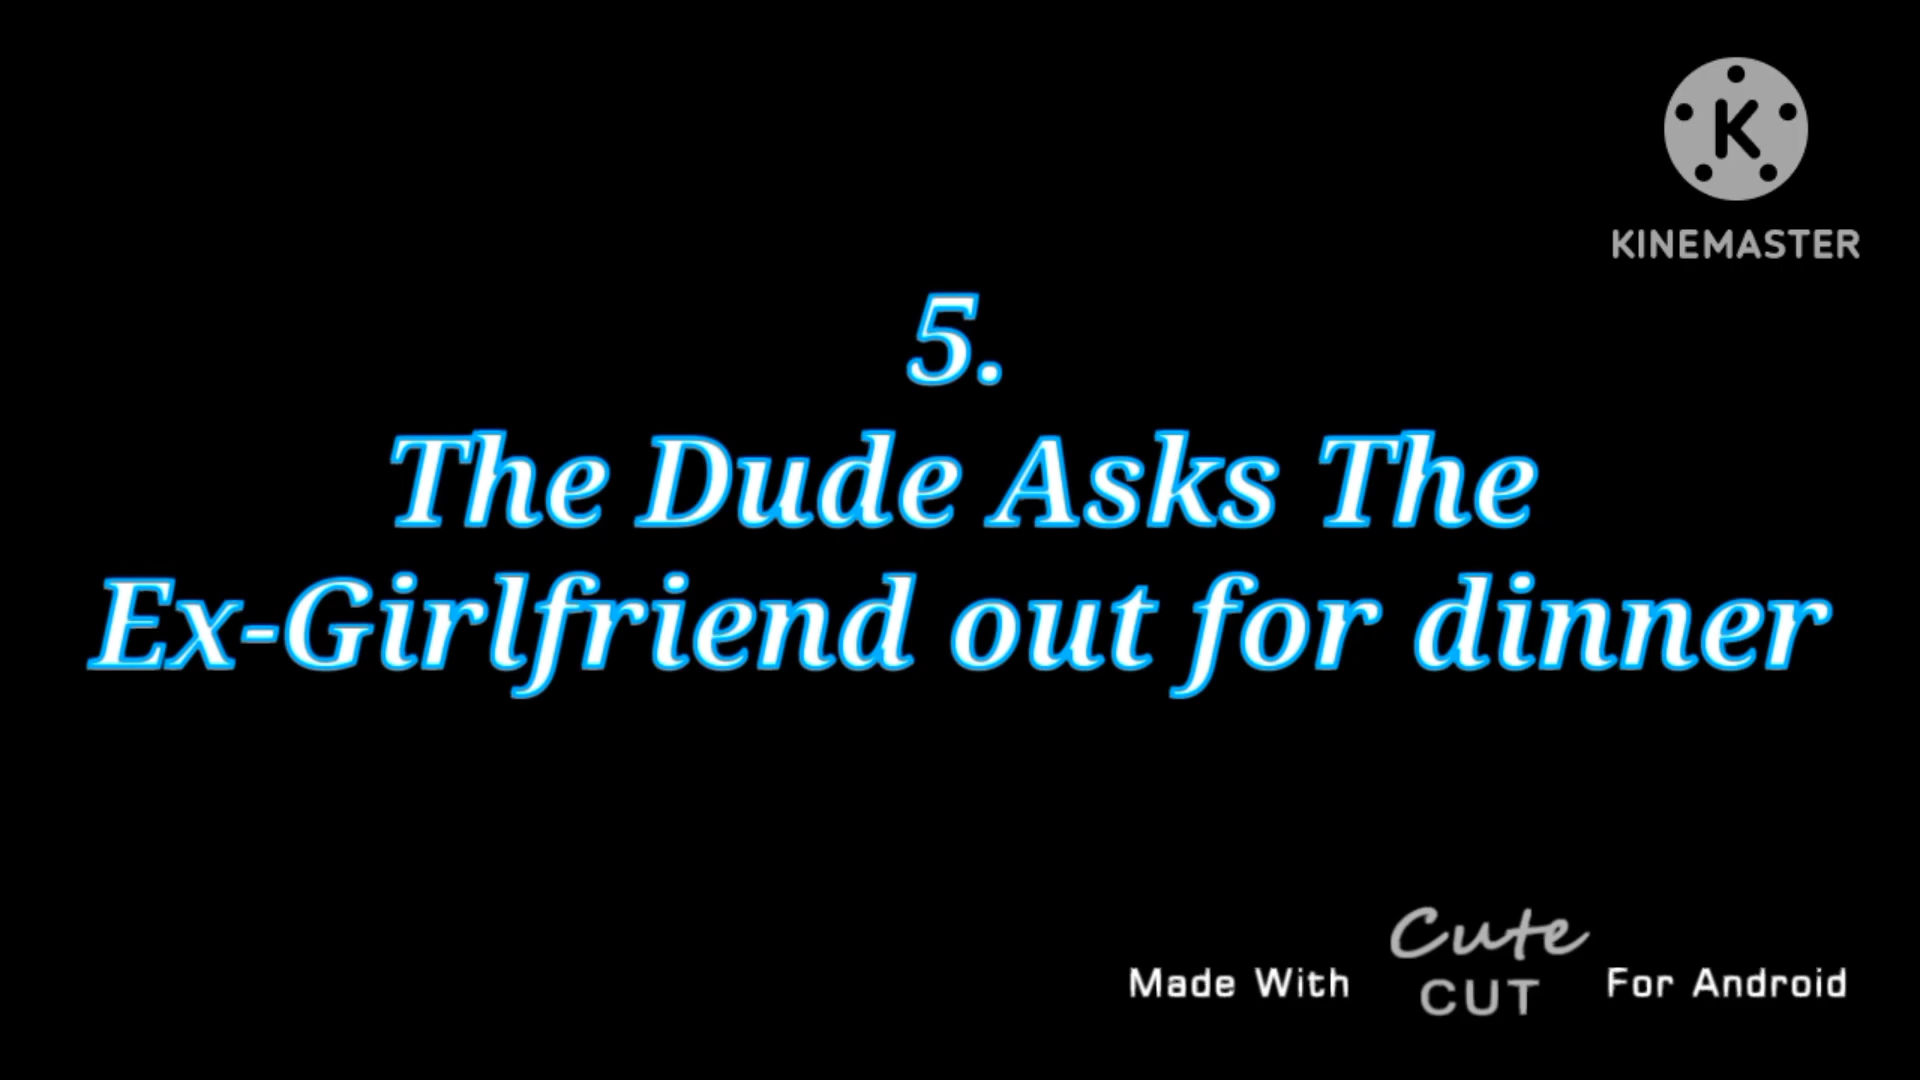 K
KINEMASTER
5.
The Dude Asks The
Ex-Girlfriend out for dinner
Made With Cute CUT For Android